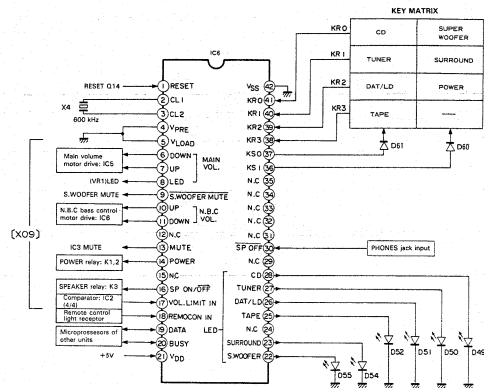 KEY MATRIX
KR0 CD SUPER WOOFER
KR1 TUNER SURROUND
KR2 DAT/LD POWER
KR3 TAPE ----
D61 D60
IC6
RESET Q14 1 RESET
X4 2 CL1
600 kHz 3 CL2
4 VPRE
5 VLOAD
Main volume motor drive: IC5 6 DOWN MAIN VOL.
7 UP
(VR1)LED 8 LED
S.WOOFER MUTE 9 S.WOOFER MUTE
N.B.C bass control motor drive: IC6 10 UP N.B.C VOL.
11 DOWN
12 N.C
IC3 MUTE 13 MUTE
POWER relay: K1,2 14 POWER
15 N.C
SPEAKER relay: K3 16 SP ON/OFF
Comparator: IC2 (4/4) 17 VOL.LIMIT IN
Remote control light receptor 18 REMOCON IN
Microprossesors of other units 19 DATA
20 BUSY
+5V 21 VDD
[X09]
VSS 42
KR0 41
KR1 40
KR2 39
KR3 38
KS0 37
KS1 36
N.C 35
N.C 34
N.C 33
N.C 32
N.C 31
SP OFF 30 PHONES jack input
N.C 29
CD 28
TUNER 27
DAT/LD 26
TAPE 25
LED
N.C 24
SURROUND 23
S.WOOFER 22
D55 D54 D52 D51 D50 D49